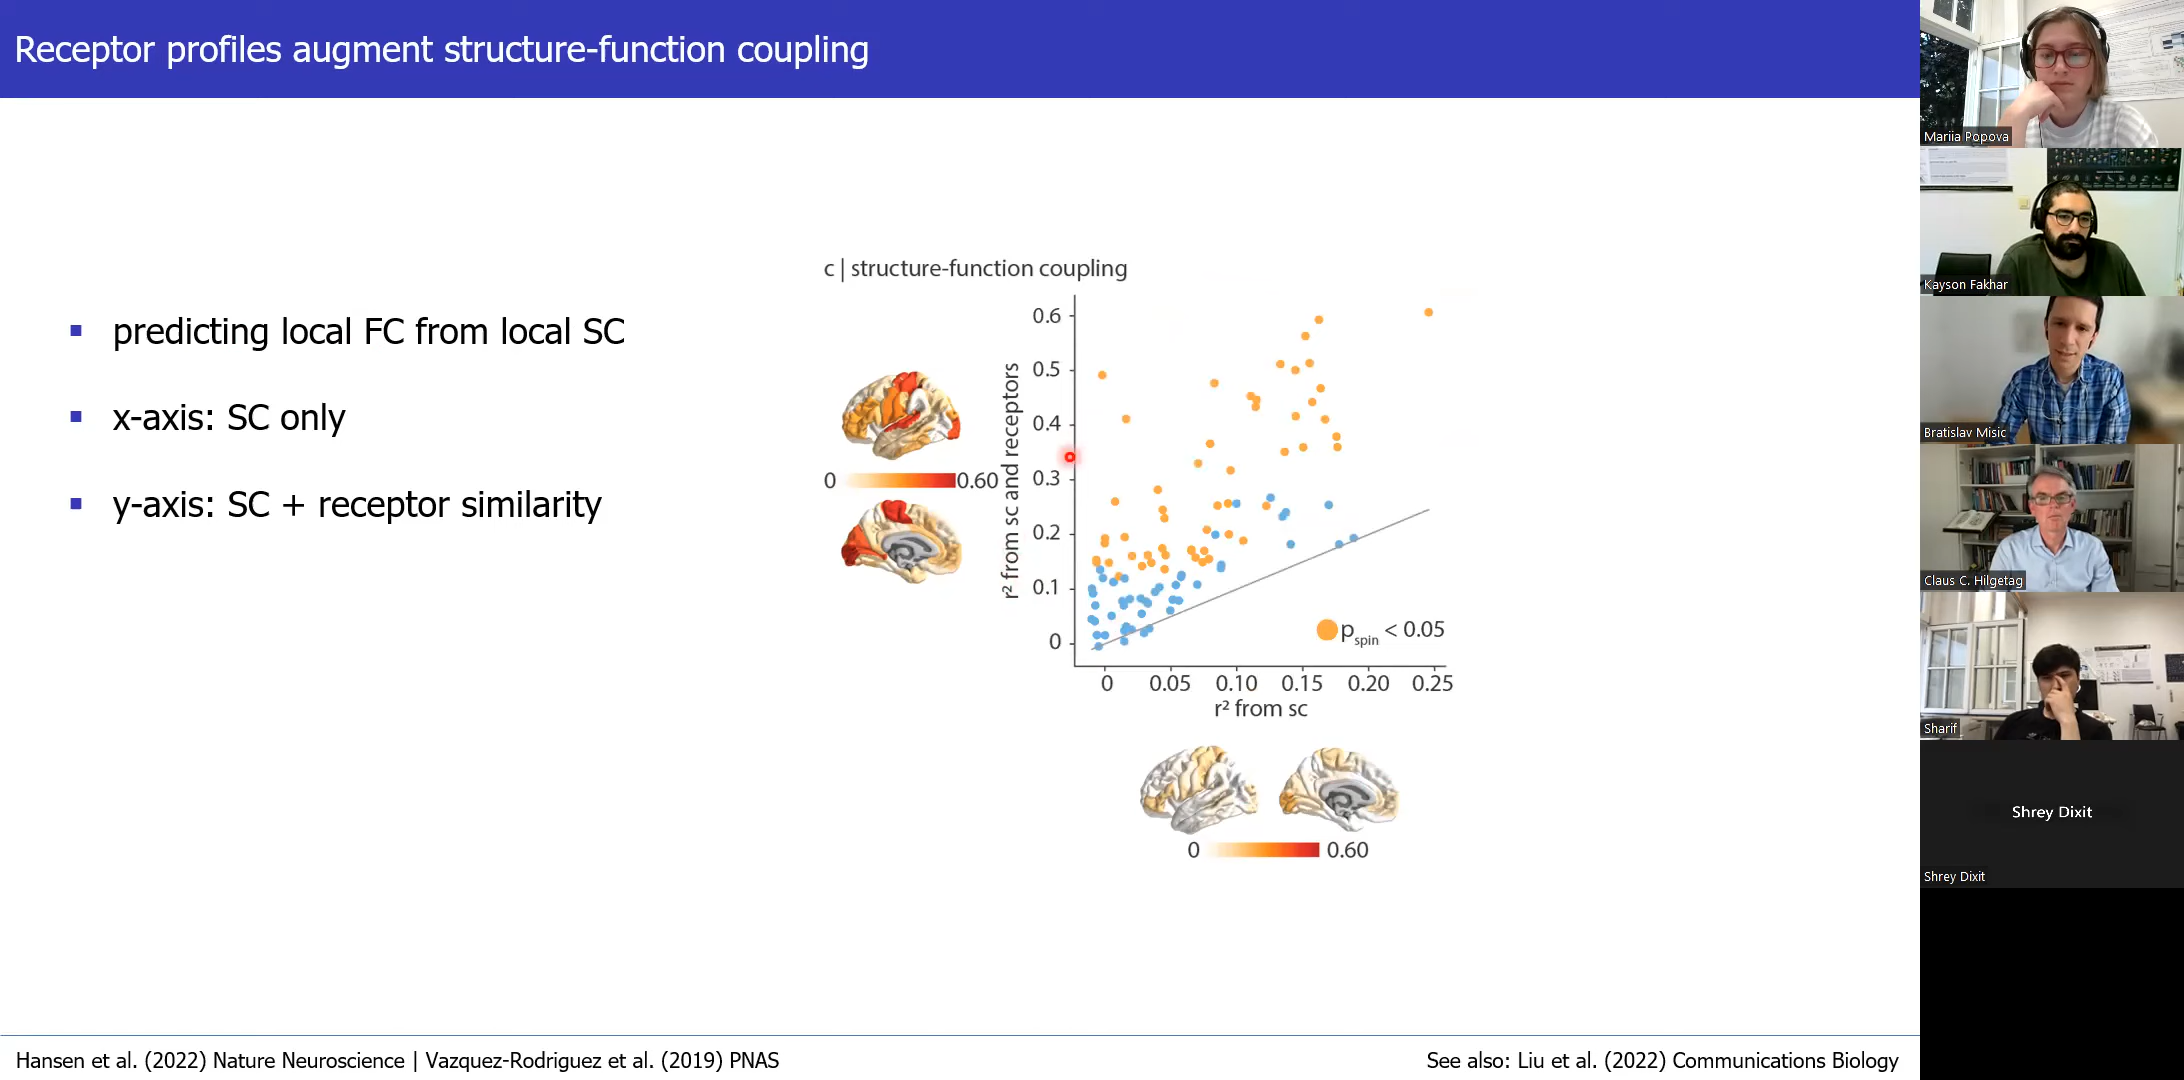 Receptor profiles augment structure-function coupling
predicting local FC from local SC
x-axis: SC only
y-axis: SC + receptor similarity
c | structure-function coupling
r² from sc and receptors
0.6
0.5
0.4
0.3
0.2
0.1
0
0 0.60
p spin < 0.05
0 0.05 0.10 0.15 0.20 0.25
r² from sc
0 0.60
Hansen et al. (2022) Nature Neuroscience | Vazquez-Rodriguez et al. (2019) PNAS
See also: Liu et al. (2022) Communications Biology
Mariia Popova
Kayson Fakhar
Bratislav Misic
Claus C. Hilgetag
Sharif
Shrey Dixit
Shrey Dixit